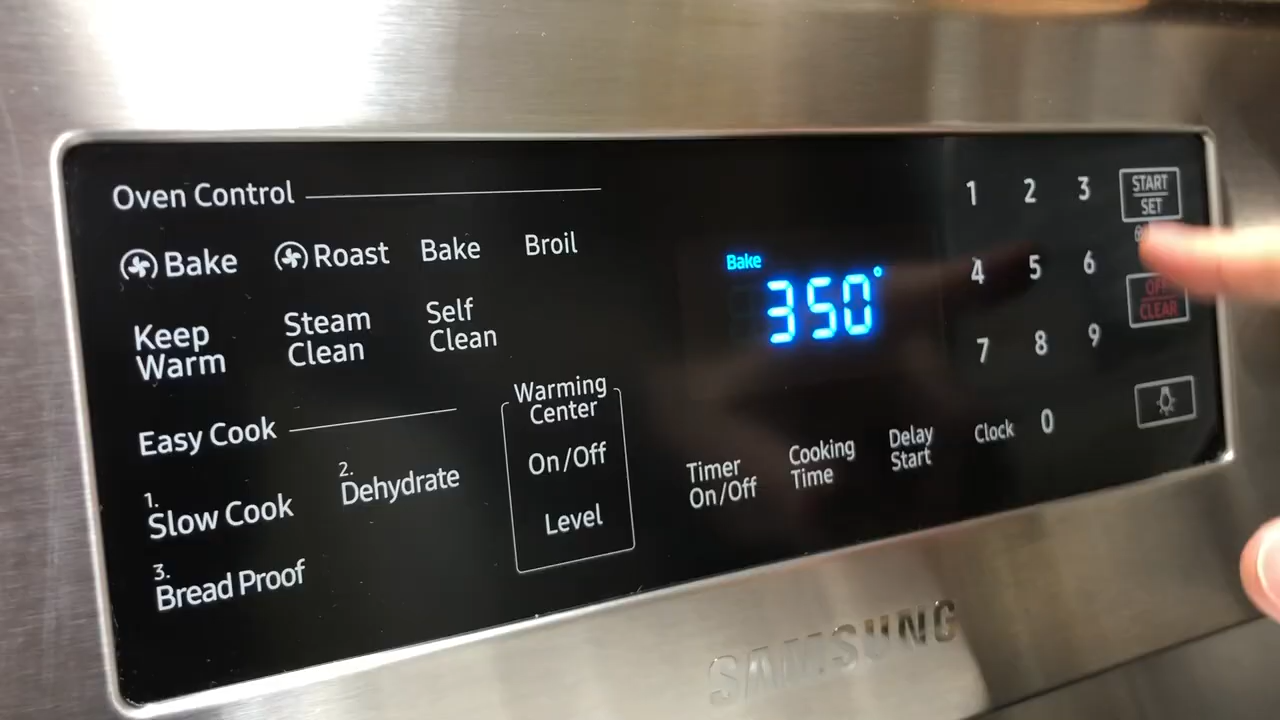 Oven Control
Bake
Roast
Bake
Broil
Keep
Warm
Steam
Clean
Self
Clean
Easy Cook
1.
Slow Cook
2.
Dehydrate
3.
Bread Proof
Warming
Center
On/Off
Level
Bake
350°
Timer
On/Off
Cooking
Time
Delay
Start
Clock
1 2 3
4 5 6
7 8 9
0
START
SET
OFF
CLEAR
SAMSUNG